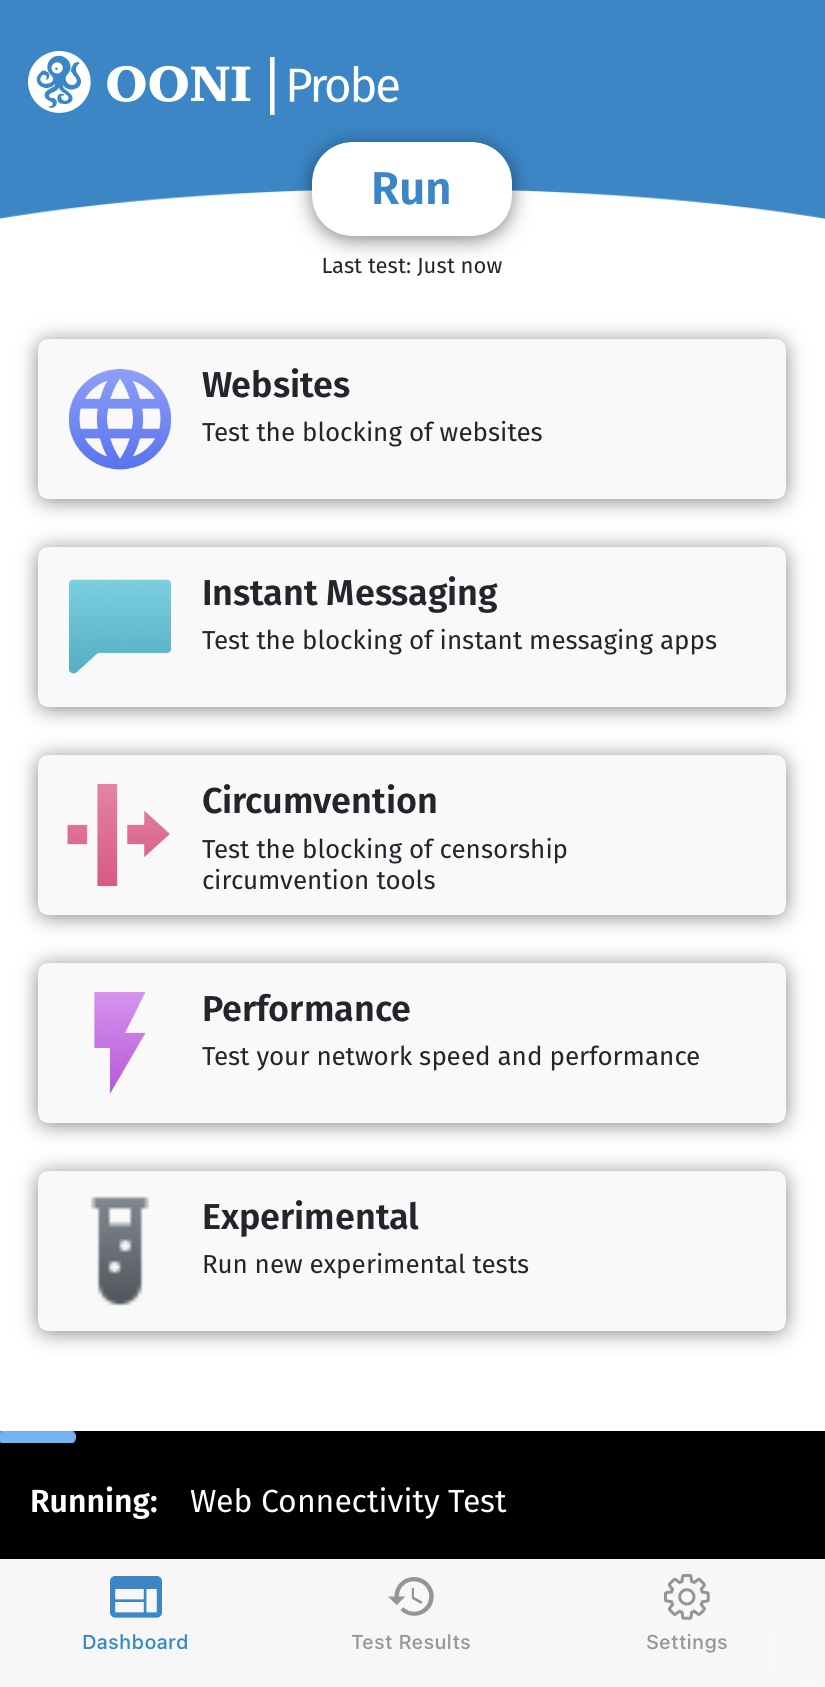 OONI | Probe
Run
Last test: Just now
Websites
Test the blocking of websites
Instant Messaging
Test the blocking of instant messaging apps
Circumvention
Test the blocking of censorship
circumvention tools
Performance
Test your network speed and performance
Experimental
Run new experimental tests
Running: Web Connectivity Test
Dashboard
Test Results
Settings